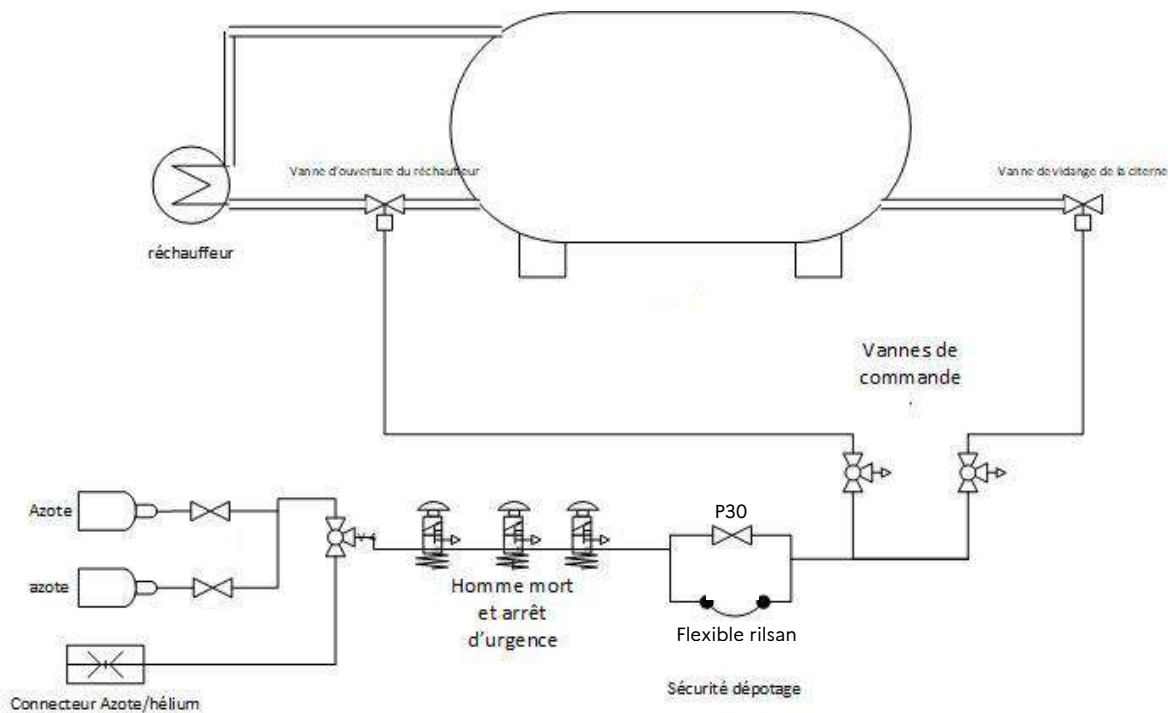 Vanne d'ouverture du réchauffeur
Vanne de vidange de la citerne
réchauffeur
Vannes de
commande
Azote
P30
azote
Homme mort
et arrêt
d'urgence
Flexible rilsan
Sécurité dépotage
Connecteur Azote/hélium